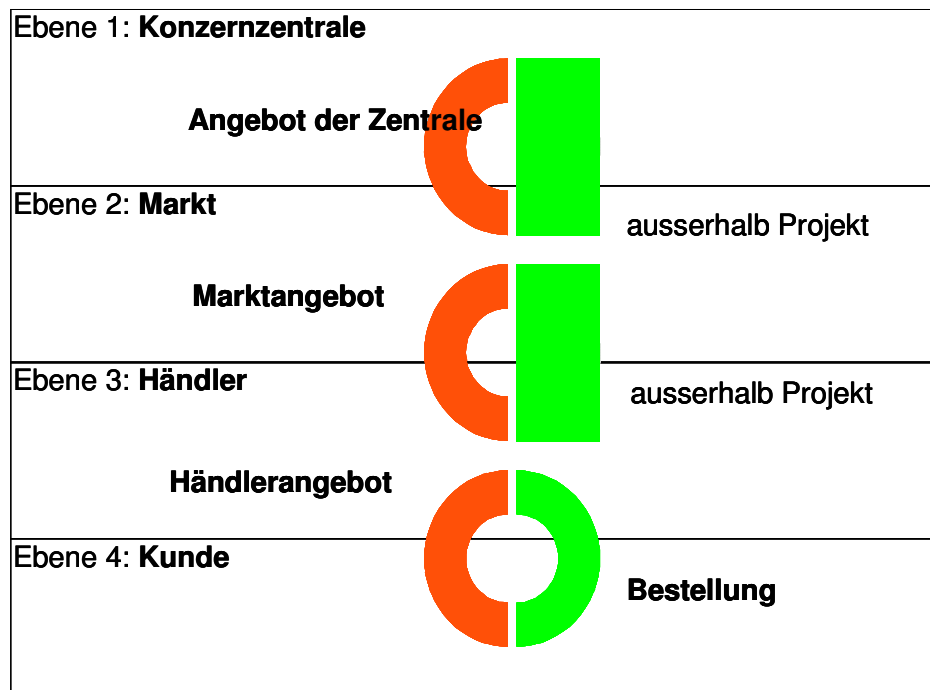 Ebene 1: Konzernzentrale
Angebot der Zentrale
Ebene 2: Markt
ausserhalb Projekt
Marktangebot
Ebene 3: Händler
ausserhalb Projekt
Händlerangebot
Ebene 4: Kunde
Bestellung